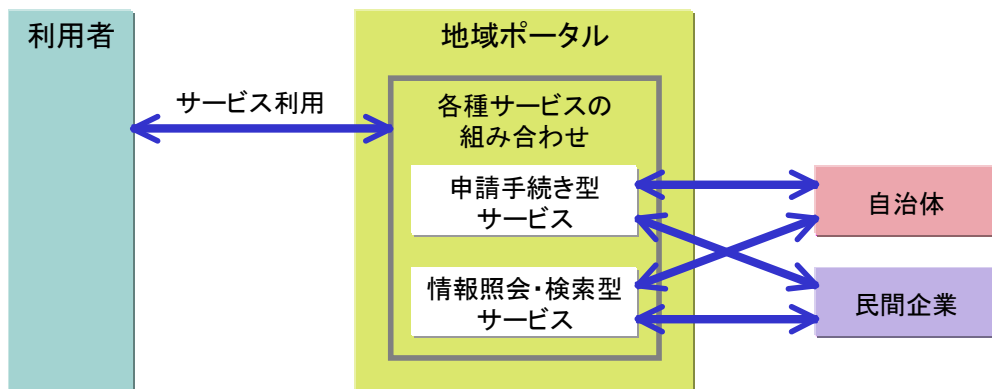 利用者
地域ポータル
サービス利用
各種サービスの
組み合わせ
申請手続き型
サービス
情報照会・検索型
サービス
自治体
民間企業